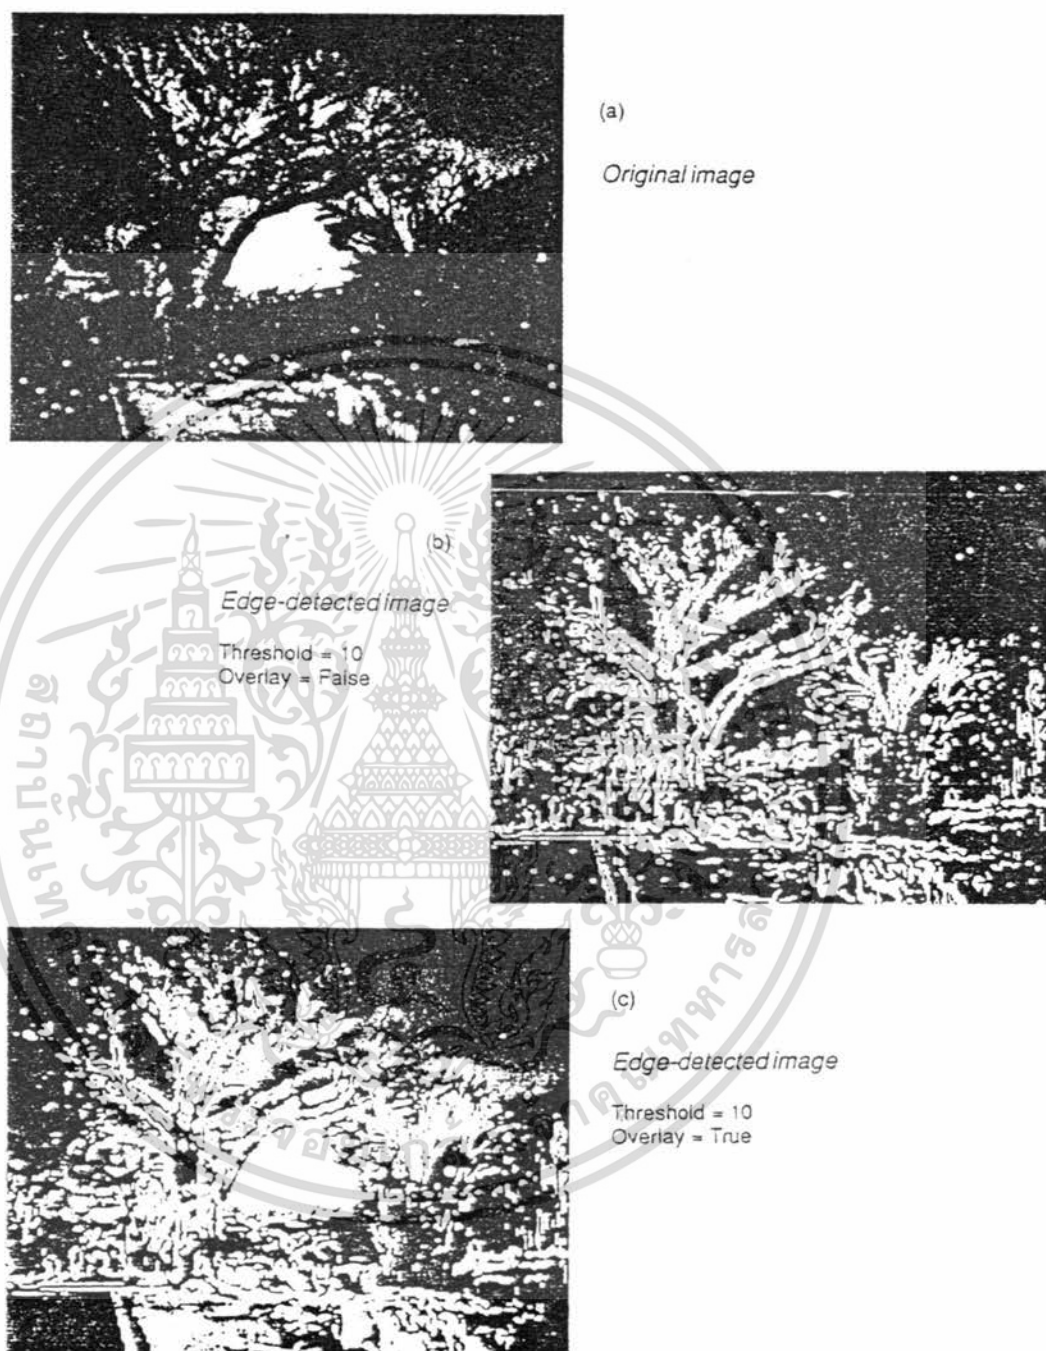 (a)
Original image
(b)
Edge-detected image
Threshold = 10
Overlay = False
(c)
Edge-detected image
Threshold = 10
Overlay = True